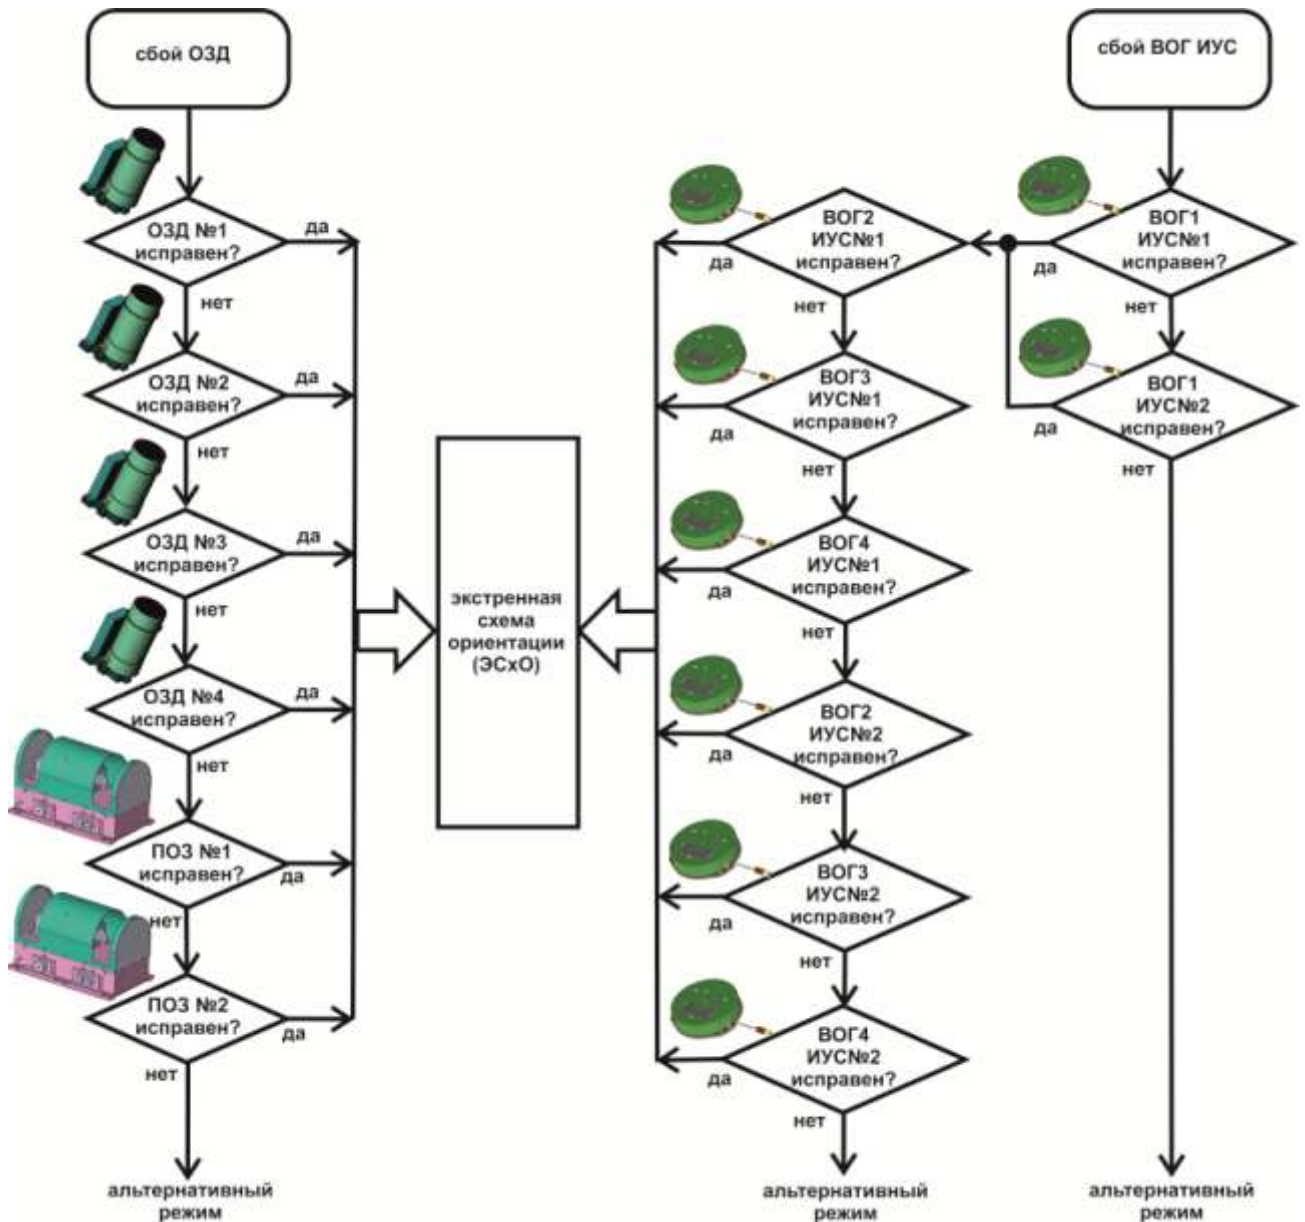 сбой ОЗД
ОЗД №1
исправен?
да
нет
ОЗД №2
исправен?
да
нет
ОЗД №3
исправен?
да
нет
ОЗД №4
исправен?
да
нет
ПОЗ №1
исправен?
да
нет
ПОЗ №2
исправен?
да
нет
альтернативный
режим
экстренная
схема
ориентации
(ЭСхО)
сбой ВОГ ИУС
ВОГ1
ИУС№1
исправен?
да
нет
ВОГ1
ИУС№2
исправен?
да
нет
альтернативный
режим
ВОГ2
ИУС№1
исправен?
да
нет
ВОГ3
ИУС№1
исправен?
да
нет
ВОГ4
ИУС№1
исправен?
да
нет
ВОГ2
ИУС№2
исправен?
да
нет
ВОГ3
ИУС№2
исправен?
да
нет
ВОГ4
ИУС№2
исправен?
да
нет
альтернативный
режим